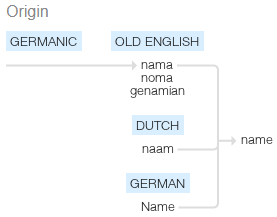 Origin
GERMANIC OLD ENGLISH
nama
noma
genamian
DUTCH
naam
name
GERMAN
Name